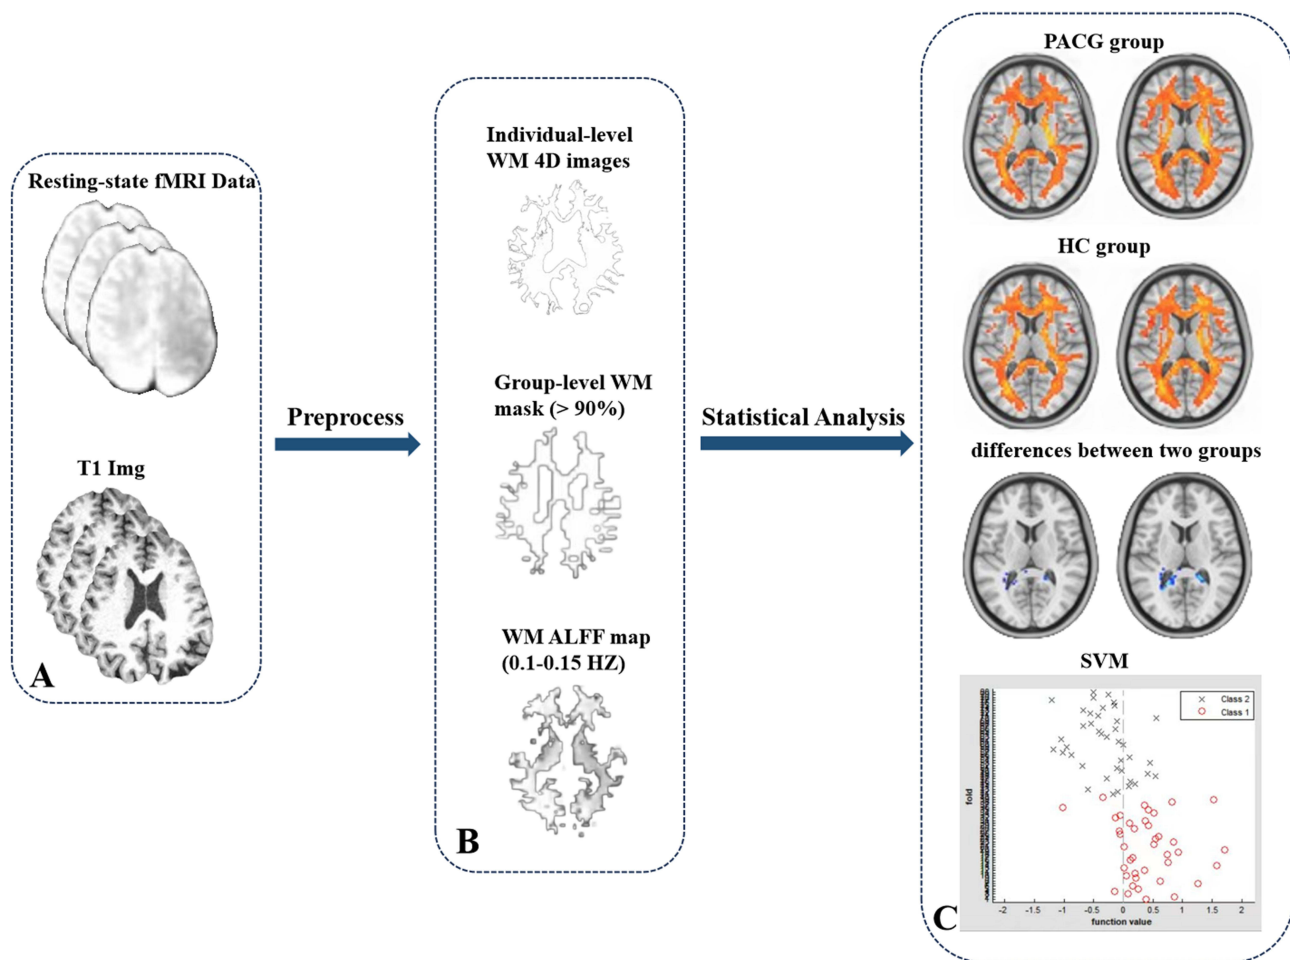 Resting-state fMRI Data
T1 Img
A
Preprocess
Individual-level
WM 4D images
Group-level WM
mask (> 90%)
WM ALFF map
(0.1-0.15 HZ)
B
Statistical Analysis
PACG group
HC group
differences between two groups
SVM
Class 2
Class 1
fold
-2 -1.5 -1 -0.5 0 0.5 1 1.5 2
function value
C